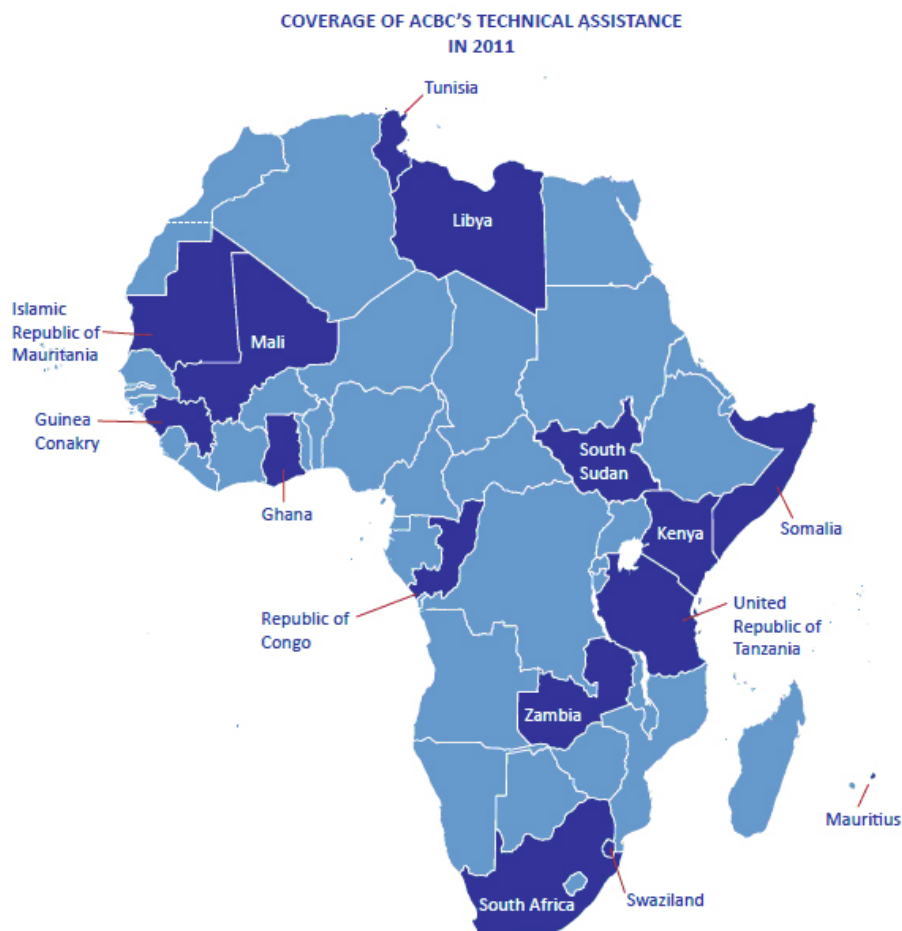 COVERAGE OF ACBC'S TECHNICAL ASSISTANCE
IN 2011
Tunisia
Libya
Islamic
Republic of
Mauritania
Mali
Guinea
Conakry
Ghana
South
Sudan
Somalia
Kenya
Republic of
Congo
United
Republic of
Tanzania
Zambia
Mauritius
Swaziland
South Africa